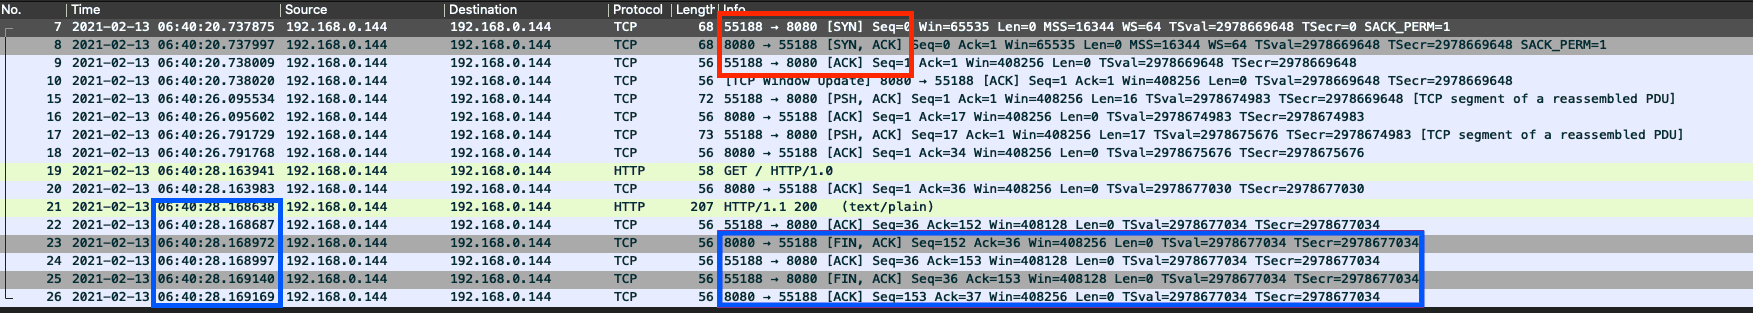 No. Time Source Destination Protocol Length Info
7 2021-02-13 06:40:20.737875 192.168.0.144 192.168.0.144 TCP 68 55188 → 8080 [SYN] Seq=0 Win=65535 Len=0 MSS=16344 WS=64 TSval=2978669648 TSecr=0 SACK_PERM=1
8 2021-02-13 06:40:20.737997 192.168.0.144 192.168.0.144 TCP 68 8080 → 55188 [SYN, ACK] Seq=0 Ack=1 Win=65535 Len=0 MSS=16344 WS=64 TSval=2978669648 TSecr=2978669648 SACK_PERM=1
9 2021-02-13 06:40:20.738009 192.168.0.144 192.168.0.144 TCP 56 55188 → 8080 [ACK] Seq=1 Ack=1 Win=408256 Len=0 TSval=2978669648 TSecr=2978669648
10 2021-02-13 06:40:20.738020 192.168.0.144 192.168.0.144 TCP 56 [TCP Window Update] 8080 → 55188 [ACK] Seq=1 Ack=1 Win=408256 Len=0 TSval=2978669648 TSecr=2978669648
15 2021-02-13 06:40:26.095534 192.168.0.144 192.168.0.144 TCP 72 55188 → 8080 [PSH, ACK] Seq=1 Ack=1 Win=408256 Len=16 TSval=2978674983 TSecr=2978669648 [TCP segment of a reassembled PDU]
16 2021-02-13 06:40:26.095602 192.168.0.144 192.168.0.144 TCP 56 8080 → 55188 [ACK] Seq=1 Ack=17 Win=408256 Len=0 TSval=2978674983 TSecr=2978674983
17 2021-02-13 06:40:26.791729 192.168.0.144 192.168.0.144 TCP 73 55188 → 8080 [PSH, ACK] Seq=17 Ack=1 Win=408256 Len=17 TSval=2978675676 TSecr=2978674983 [TCP segment of a reassembled PDU]
18 2021-02-13 06:40:26.791768 192.168.0.144 192.168.0.144 TCP 56 8080 → 55188 [ACK] Seq=1 Ack=34 Win=408256 Len=0 TSval=2978675676 TSecr=2978675676
19 2021-02-13 06:40:28.163941 192.168.0.144 192.168.0.144 HTTP 58 GET / HTTP/1.0
20 2021-02-13 06:40:28.163983 192.168.0.144 192.168.0.144 TCP 56 8080 → 55188 [ACK] Seq=1 Ack=36 Win=408256 Len=0 TSval=2978677030 TSecr=2978677030
21 2021-02-13 06:40:28.168638 192.168.0.144 192.168.0.144 HTTP 207 HTTP/1.1 200 (text/plain)
22 2021-02-13 06:40:28.168687 192.168.0.144 192.168.0.144 TCP 56 55188 → 8080 [ACK] Seq=36 Ack=152 Win=408128 Len=0 TSval=2978677034 TSecr=2978677034
23 2021-02-13 06:40:28.168972 192.168.0.144 192.168.0.144 TCP 56 8080 → 55188 [FIN, ACK] Seq=152 Ack=36 Win=408256 Len=0 TSval=2978677034 TSecr=2978677034
24 2021-02-13 06:40:28.168997 192.168.0.144 192.168.0.144 TCP 56 55188 → 8080 [ACK] Seq=36 Ack=153 Win=408128 Len=0 TSval=2978677034 TSecr=2978677034
25 2021-02-13 06:40:28.169140 192.168.0.144 192.168.0.144 TCP 56 55188 → 8080 [FIN, ACK] Seq=36 Ack=153 Win=408128 Len=0 TSval=2978677034 TSecr=2978677034
26 2021-02-13 06:40:28.169169 192.168.0.144 192.168.0.144 TCP 56 8080 → 55188 [ACK] Seq=153 Ack=37 Win=408256 Len=0 TSval=2978677034 TSecr=2978677034